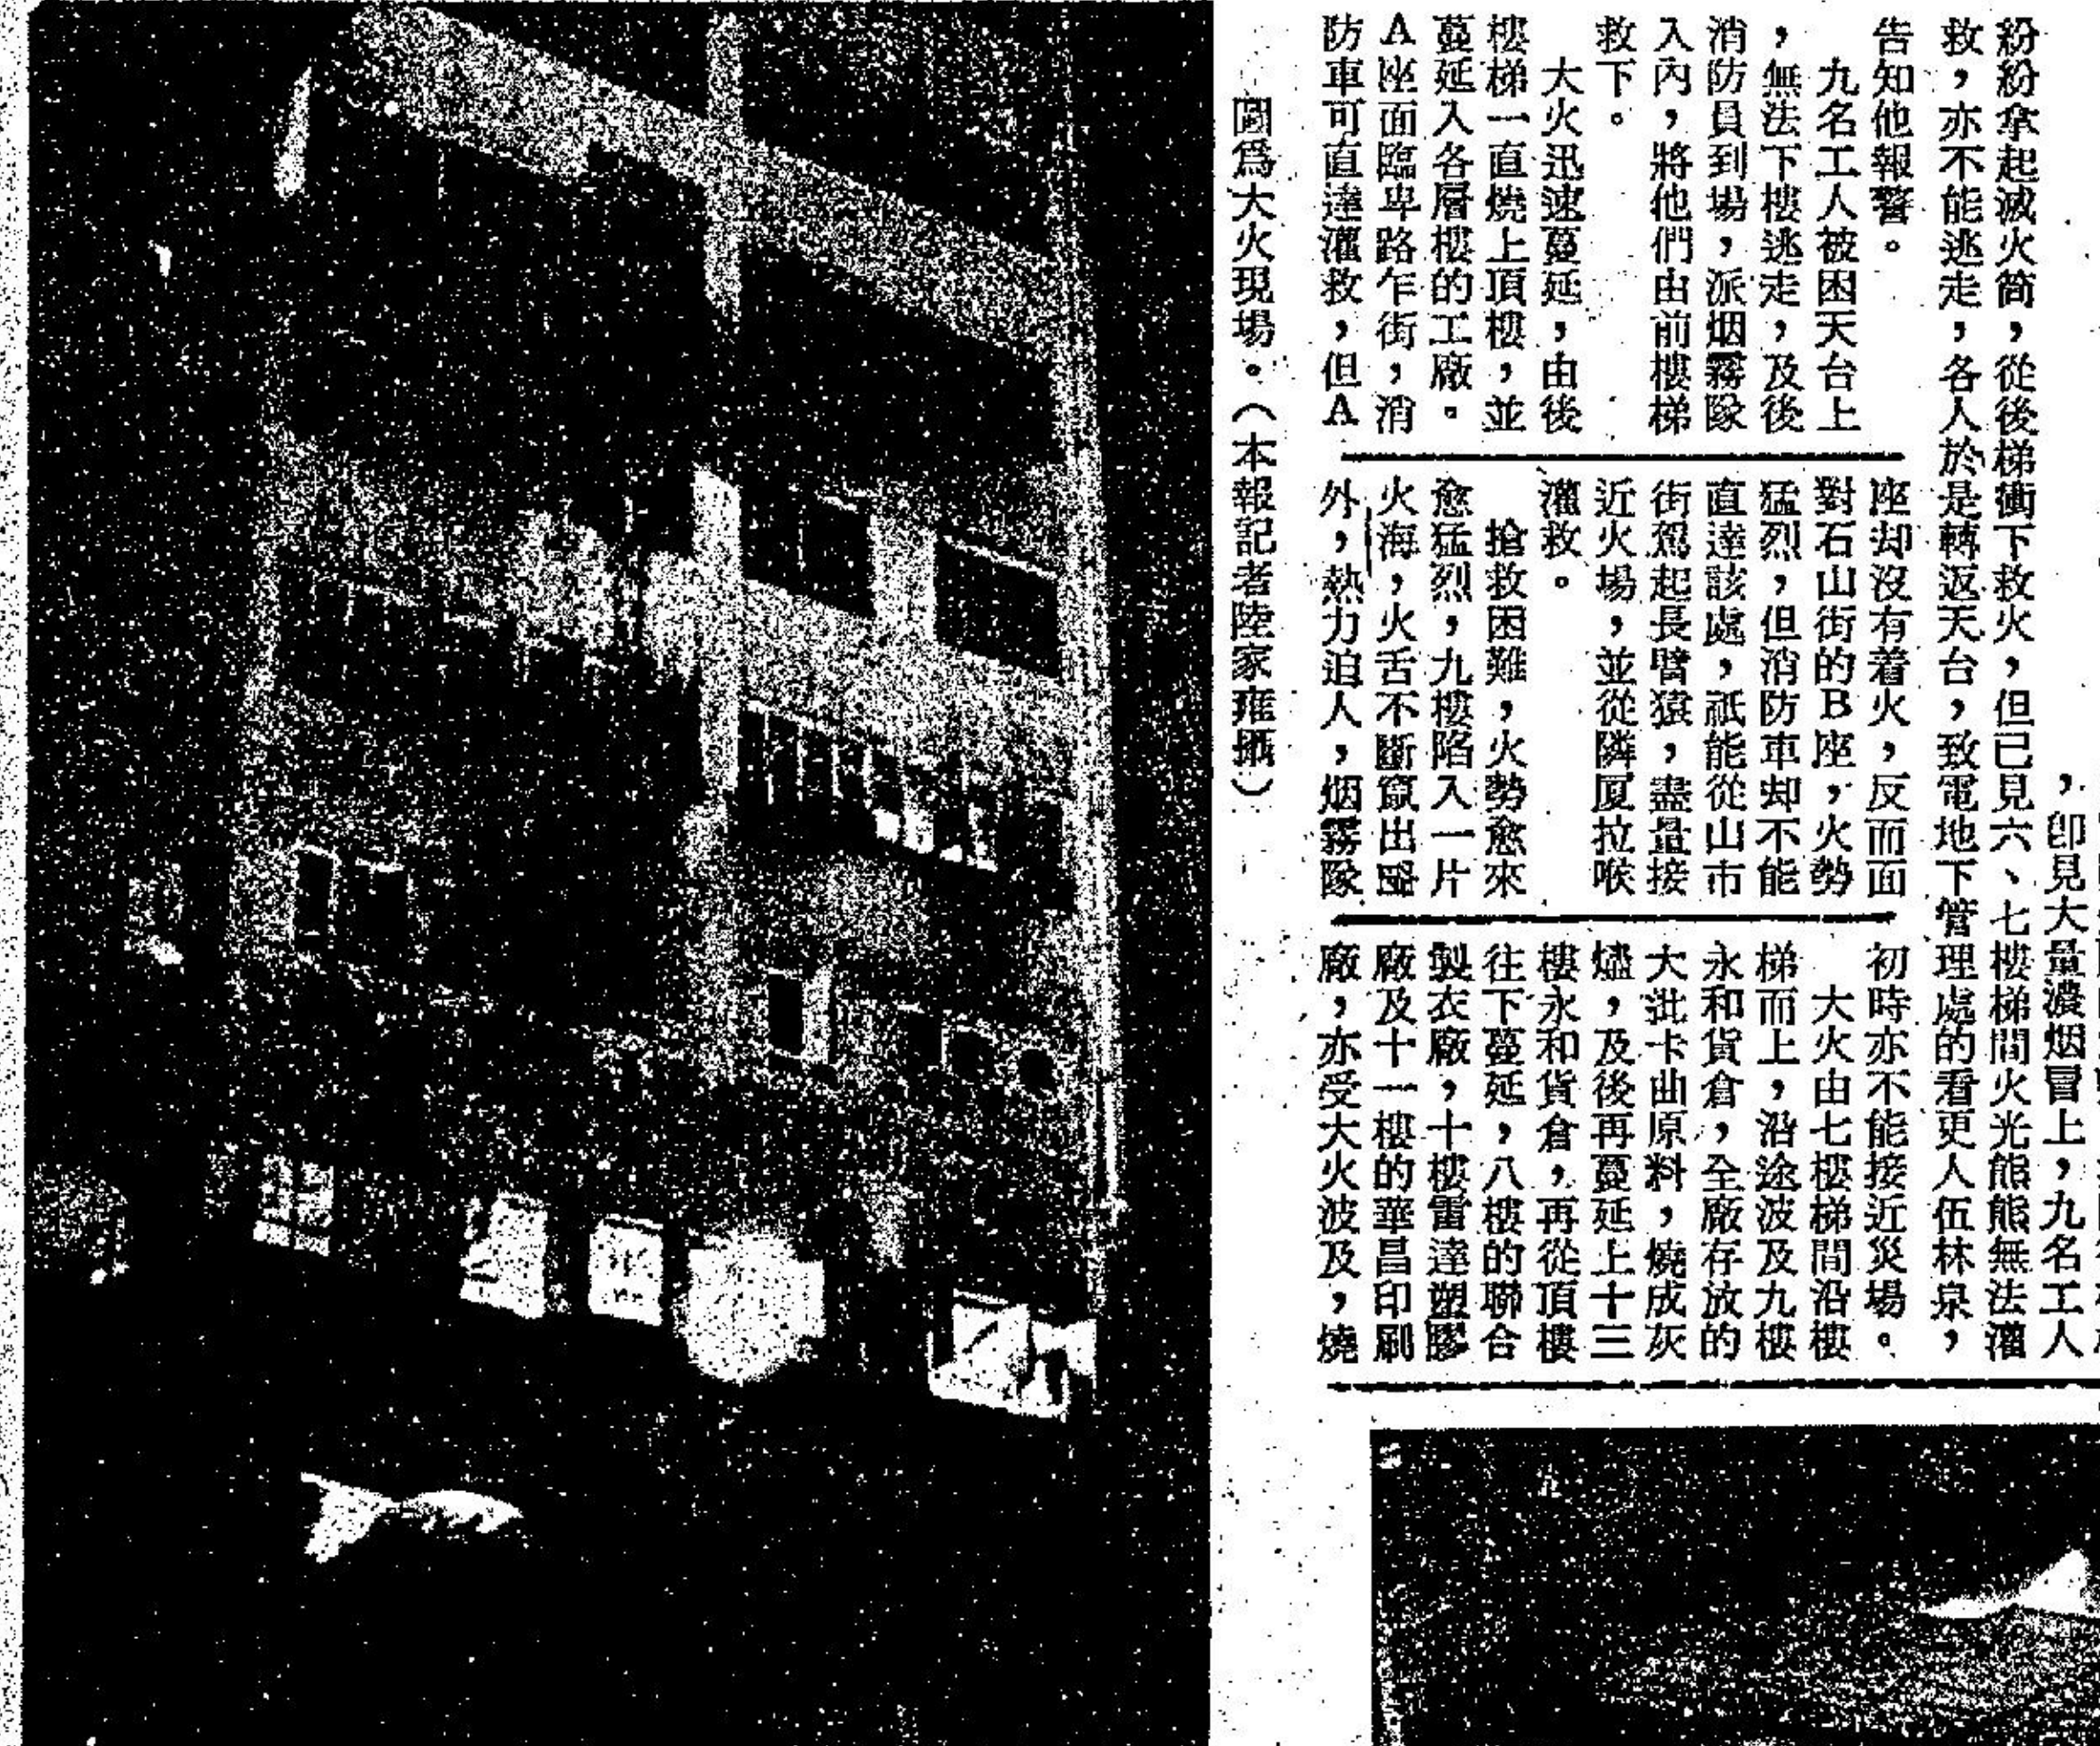 ，即見大量濃烟冒上，九名工人
紛紛拿起滅火筒，從後梯衝下救火，但已見六、七樓梯間火光熊熊無法灌
救，亦不能逃走，各人於是轉返天台，致電地下管理處的看更人伍林泉，
告知他報警。
九名工人被困天台上
，無法下樓逃走，及後
消防員到場，派烟霧隊
入內，將他們由前樓梯
救下。
大火迅速蔓延，由後
樓梯一直燒上頂樓，並
蔓延入各層樓的工廠。
A座面臨卑路乍街，消
防車可直達灌救，但A
座却沒有着火，反而面
對石山街的B座，火勢
猛烈，但消防車却不能
直達該處，祇能從山市
街駕起長臂猿，盡量接
近火場，並從隣厦拉喉
灌救。
搶救困難，火勢愈來
愈猛烈，九樓陷入一片
火海，火舌不斷竄出窗
外，熱力迫人，烟霧隊
初時亦不能接近災場。
大火由七樓梯間沿樓
梯而上，沿途波及九樓
永和貨倉，全廠存放的
大批卡曲原料，燒成灰
燼，及後再蔓延上十三
樓永和貨倉，再從頂樓
往下蔓延，八樓的聯合
製衣廠，十樓雷達塑膠
廠及十一樓的華昌印刷
廠，亦受大火波及，燒
圖爲大火現場。（本報記者陸家雍攝）